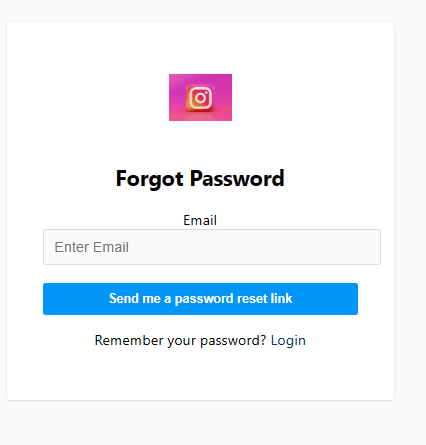 Forgot Password
Email
Enter Email
Send me a password reset link
Remember your password? Login